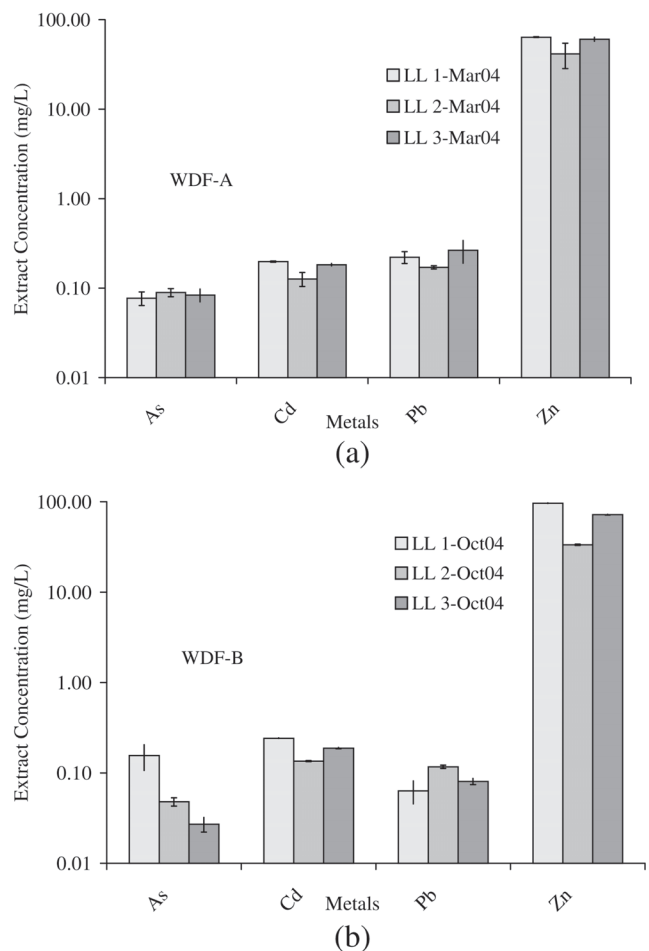 100.00
10.00
1.00
0.10
0.01
Extract Concentration (mg/L)
LL 1-Mar04
LL 2-Mar04
LL 3-Mar04
WDF-A
As
Cd
Pb
Zn
Metals
(a)
100.00
10.00
1.00
0.10
0.01
Extract Concentration (mg/L)
LL 1-Oct04
LL 2-Oct04
LL 3-Oct04
WDF-B
As
Cd
Pb
Zn
Metals
(b)